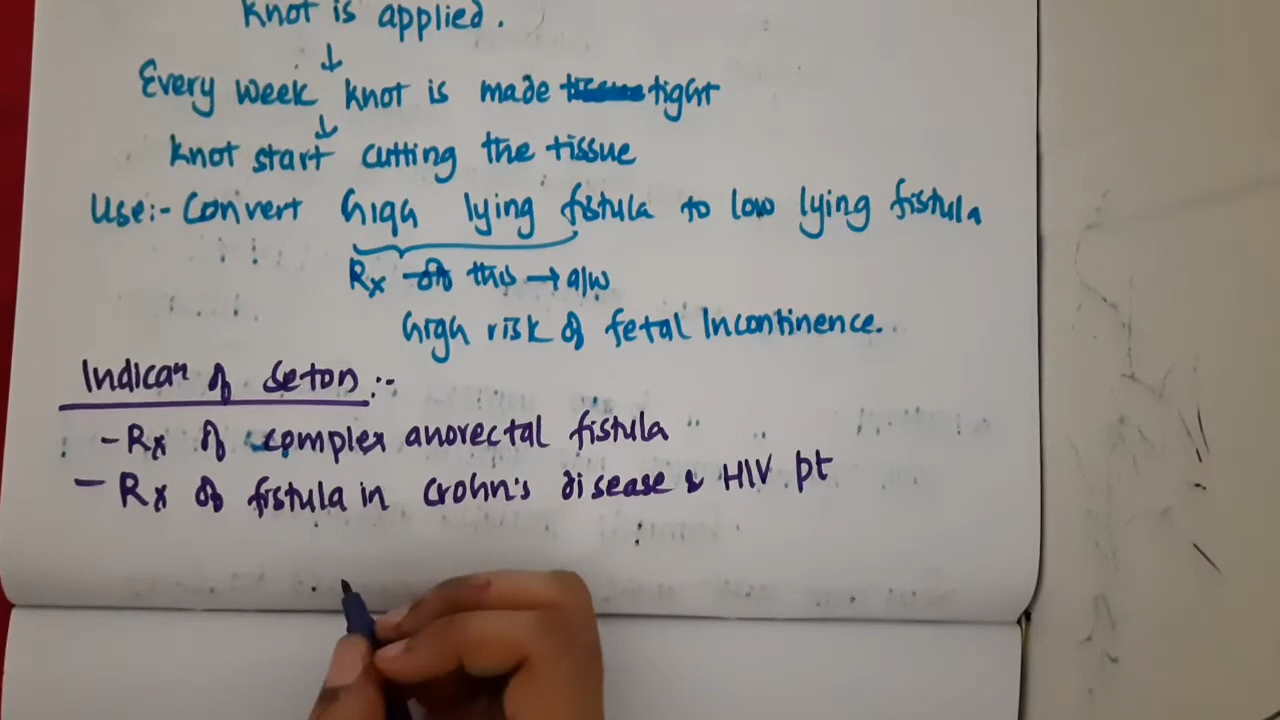 knot is applied.
↓
Every week knot is made tight
↓
knot start cutting the tissue
Use:- Convert high lying fistula to low lying fistula
Rx of this → a/w
high risk of fetal Incontinence.
Indicaⁿ of seton :-
- Rx of complex anorectal fistula
- Rx of fistula in crohn's disease & HIV pt